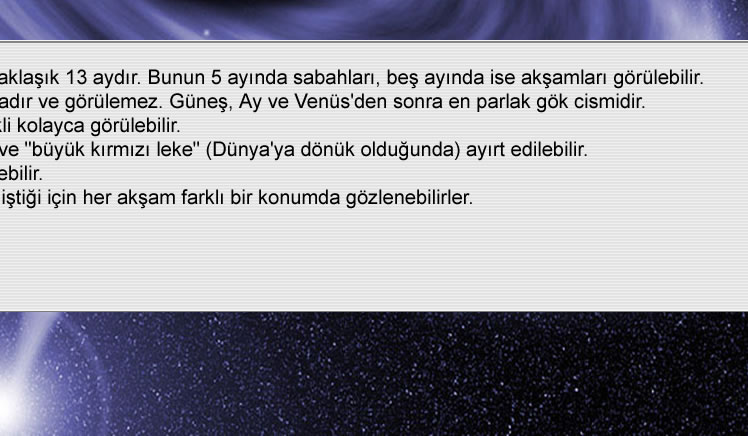 aklaşık 13 aydır. Bunun 5 ayında sabahları, beş ayında ise akşamları görülebilir.
adır ve görülemez. Güneş, Ay ve Venüs'den sonra en parlak gök cismidir.
li kolayca görülebilir.
ve "büyük kırmızı leke" (Dünya'ya dönük olduğunda) ayırt edilebilir.
ebilir.
iştiği için her akşam farklı bir konumda gözlenebilirler.